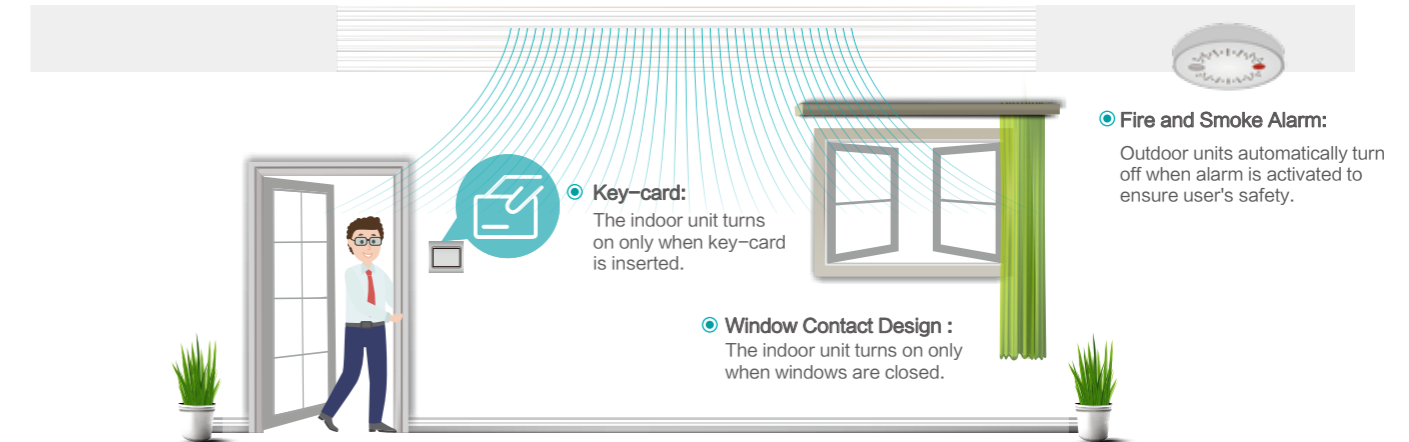 Fire and Smoke Alarm:
Outdoor units automatically turn
off when alarm is activated to
ensure user's safety.
Key-card:
The indoor unit turns
on only when key-card
is inserted.
Window Contact Design :
The indoor unit turns on only
when windows are closed.